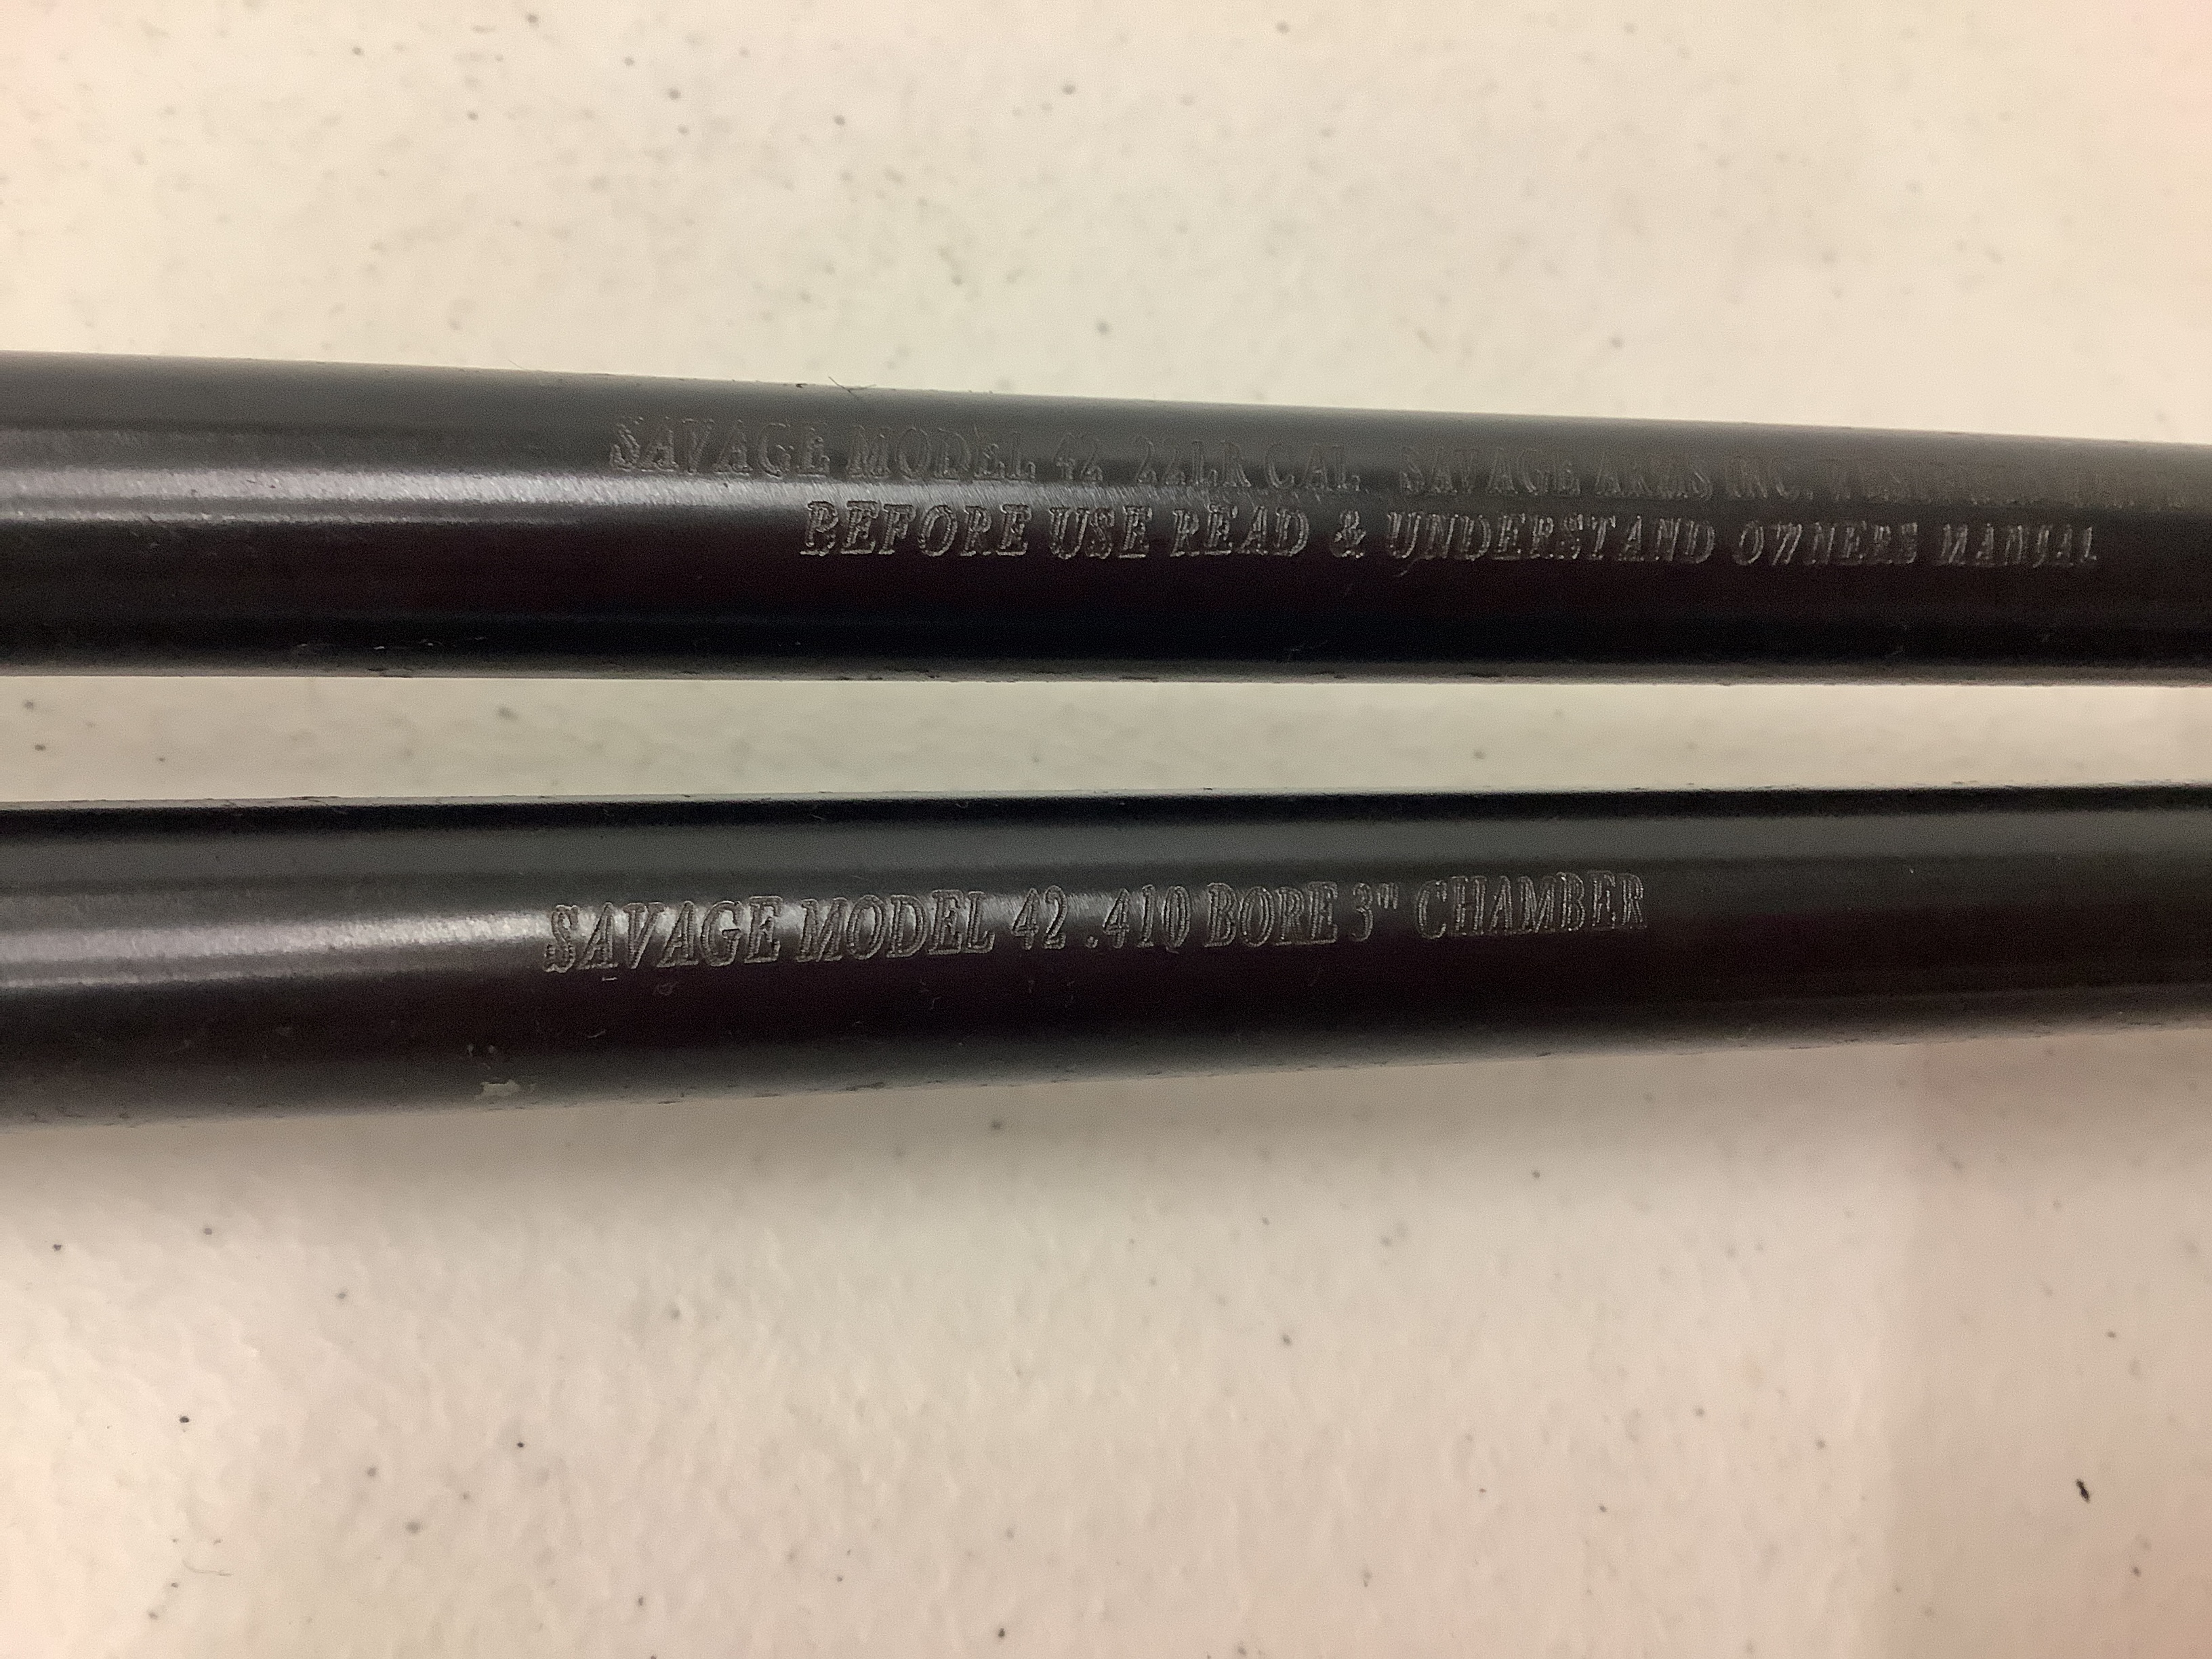 SAVAGE MODEL 42 22LR CAL SAVAGE ARMS INC.
BEFORE USE READ & UNDERSTAND OWNERS MANUAL
SAVAGE MODEL 42 .410 BORE 3" CHAMBER